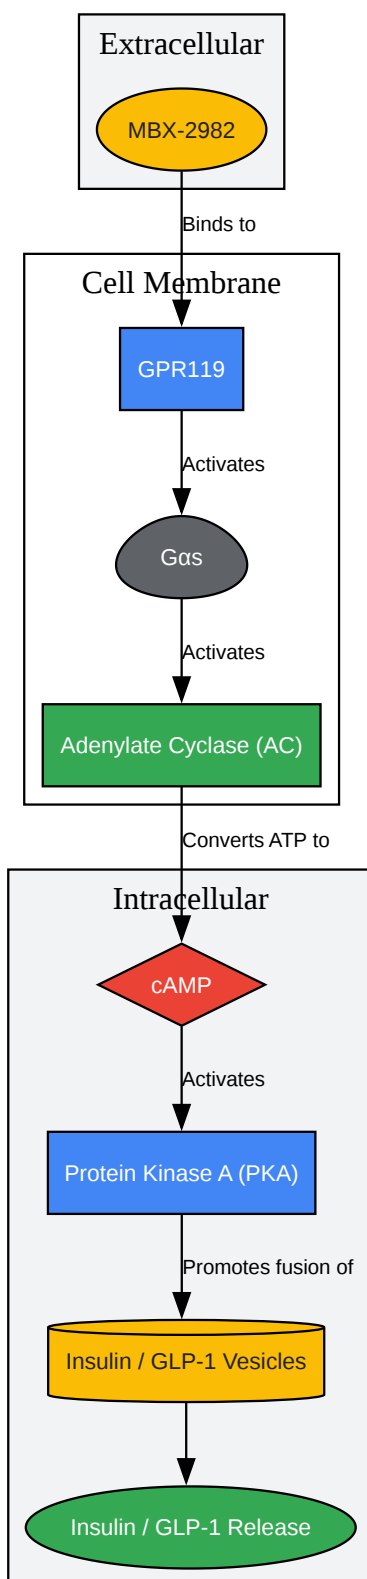 Extracellular
MBX-2982
Binds to
Cell Membrane
GPR119
Activates
Gαs
Activates
Adenylate Cyclase (AC)
Converts ATP to
Intracellular
cAMP
Activates
Protein Kinase A (PKA)
Promotes fusion of
Insulin / GLP-1 Vesicles
Insulin / GLP-1 Release